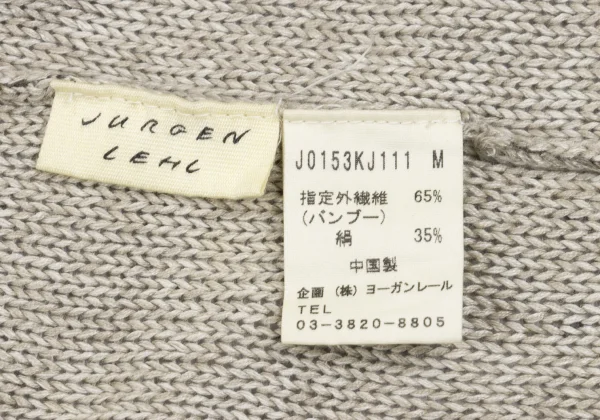 JURGEN
LEHL
J0153KJ111 M
指定外繊維 65%
(バンブー)
絹 35%
中国製
企画 (株) ヨーガンレール
TEL
03-3820-8805